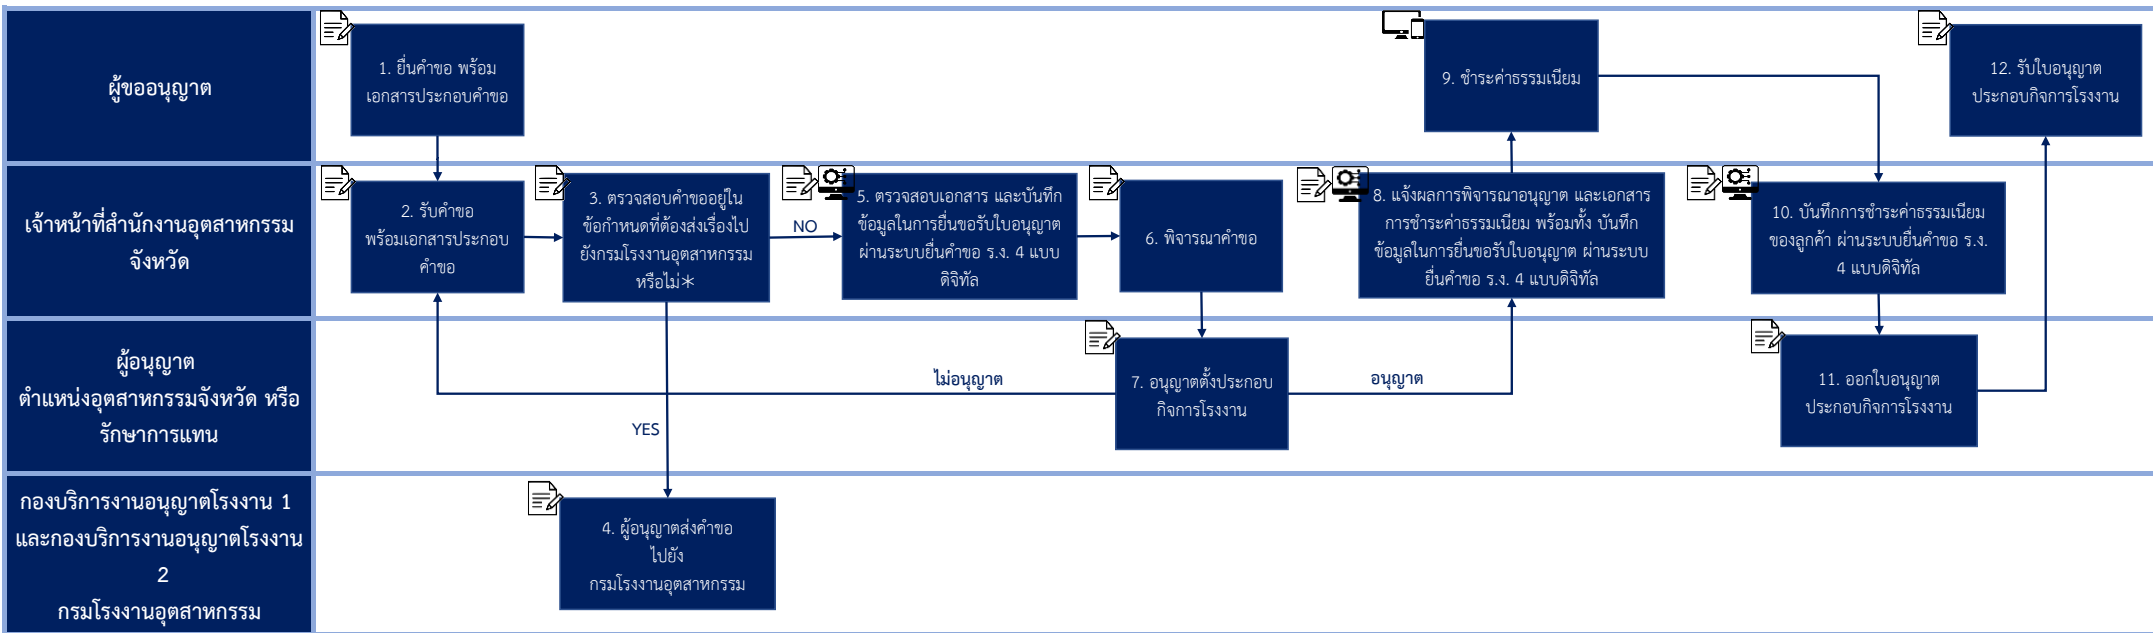 ผู้ขออนุญาต
1. ยื่นคำขอ พร้อม
เอกสารประกอบคำขอ
9. ชำระค่าธรรมเนียม
12. รับใบอนุญาต
ประกอบกิจการโรงงาน
เจ้าหน้าที่สำนักงานอุตสาหกรรม
จังหวัด
2. รับคำขอ
พร้อมเอกสารประกอบ
คำขอ
3. ตรวจสอบคำขออยู่ใน
ข้อกำหนดที่ต้องส่งเรื่องไป
ยังกรมโรงงานอุตสาหกรรม
หรือไม่*
NO
5. ตรวจสอบเอกสาร และบันทึก
ข้อมูลในการยื่นขอรับใบอนุญาต
ผ่านระบบยื่นคำขอ ร.ง. 4 แบบ
ดิจิทัล
6. พิจารณาคำขอ
8. แจ้งผลการพิจารณาอนุญาต และเอกสาร
การชำระค่าธรรมเนียม พร้อมทั้ง บันทึก
ข้อมูลในการยื่นขอรับใบอนุญาต ผ่านระบบ
ยื่นคำขอ ร.ง. 4 แบบดิจิทัล
10. บันทึกการชำระค่าธรรมเนียม
ของลูกค้า ผ่านระบบยื่นคำขอ ร.ง.
4 แบบดิจิทัล
ผู้อนุญาต
ตำแหน่งอุตสาหกรรมจังหวัด หรือ
รักษาการแทน
YES
ไม่อนุญาต
7. อนุญาตตั้งประกอบ
กิจการโรงงาน
อนุญาต
11. ออกใบอนุญาต
ประกอบกิจการโรงงาน
กองบริการงานอนุญาตโรงงาน 1
และกองบริการงานอนุญาตโรงงาน
2
กรมโรงงานอุตสาหกรรม
4. ผู้อนุญาตส่งคำขอ
ไปยัง
กรมโรงงานอุตสาหกรรม